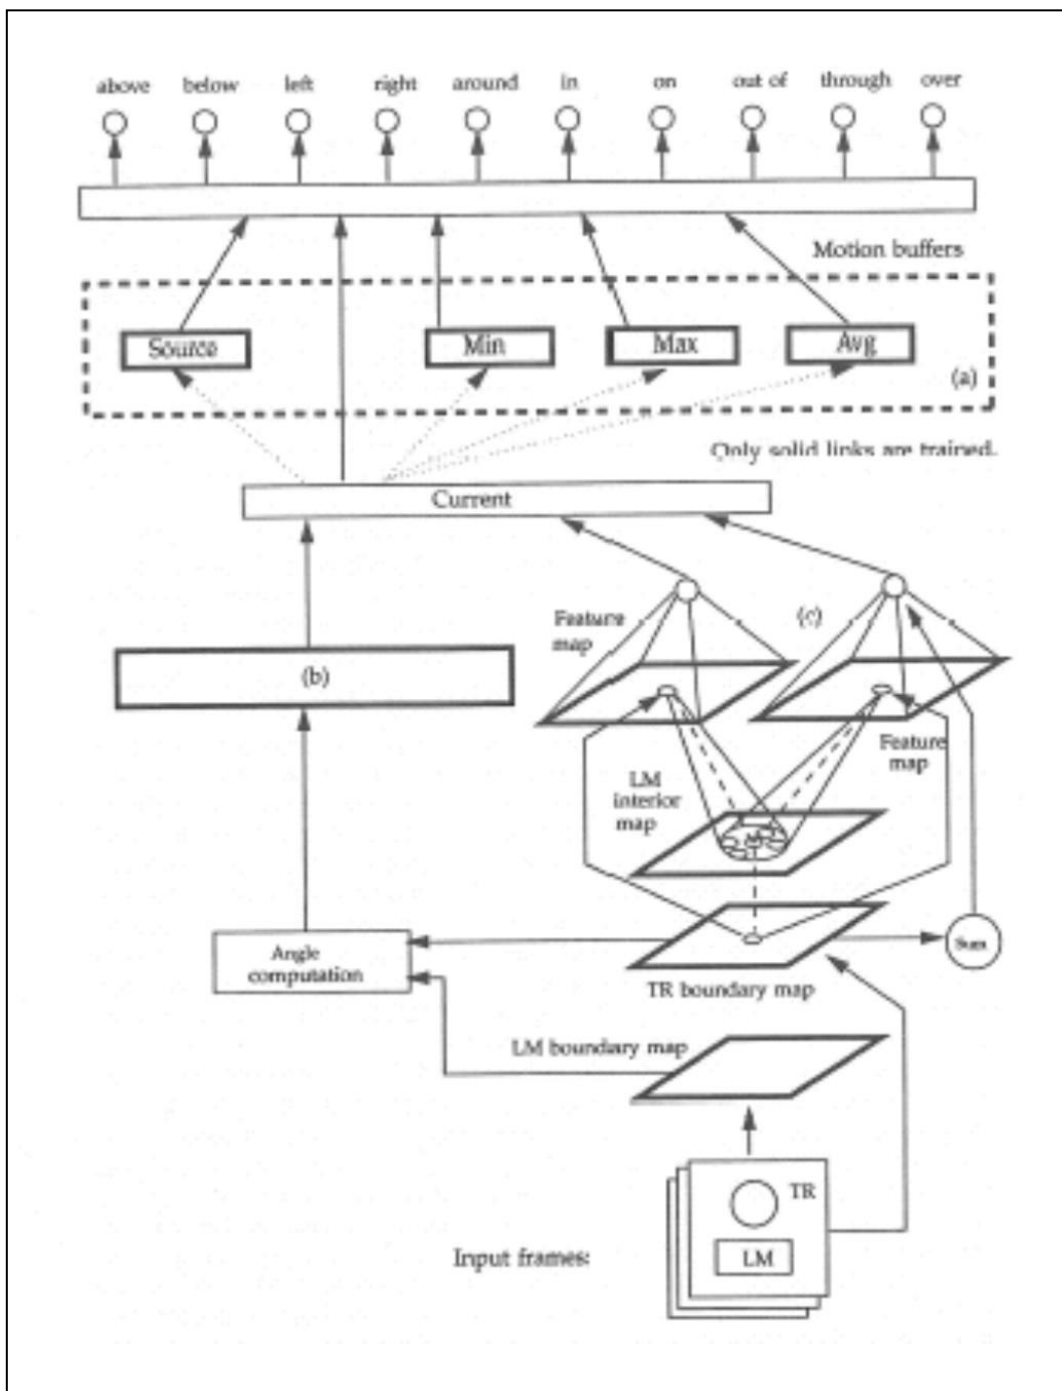 above below left right around in on out of through over
Motion buffers
Source Min Max Avg
(a)
Only solid links are trained.
Current
(c)
Feature
map
(b)
Feature
map
LM
interior
map
Angle
computation
Sum
TR boundary map
LM boundiary map
TR
LM
Input frames: